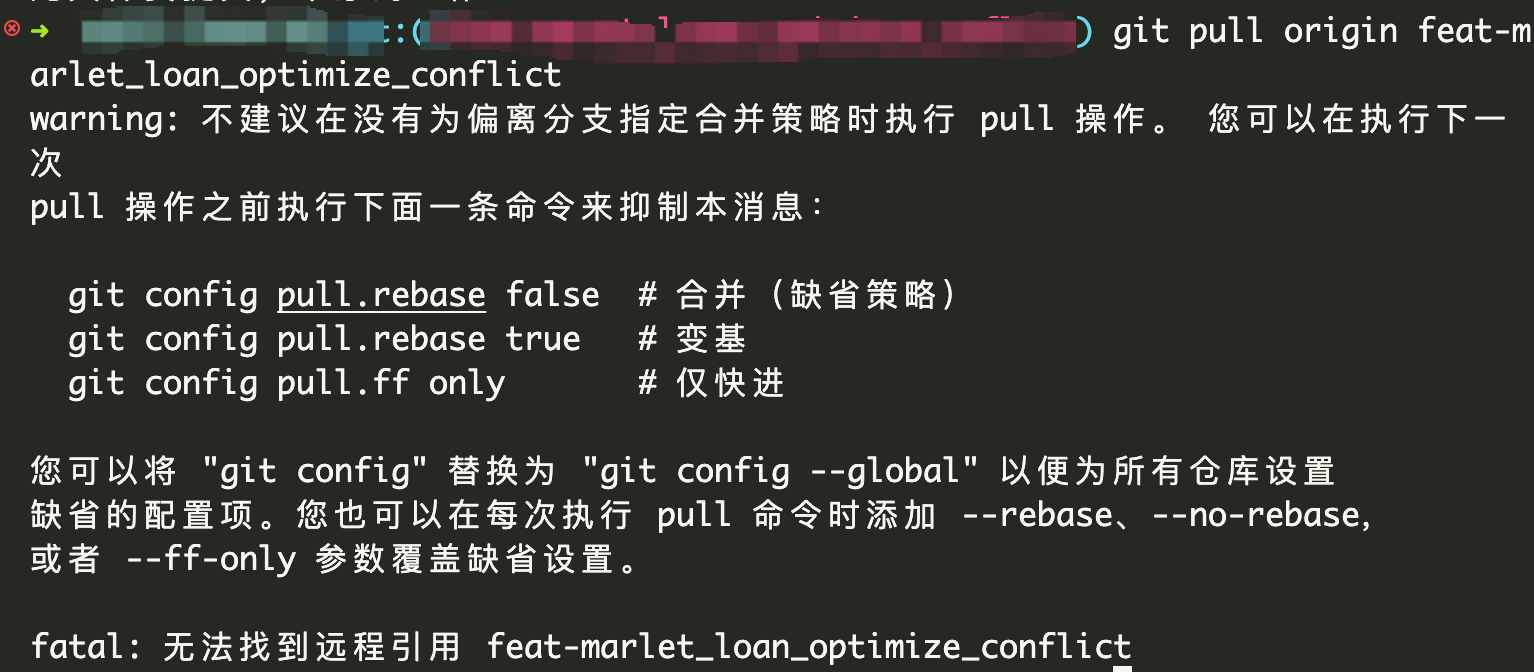 git pull origin feat-m
arlet_loan_optimize_conflict
warning: 不建议在没有为偏离分支指定合并策略时执行 pull 操作。 您可以在执行下一
次
pull 操作之前执行下面一条命令来抑制本消息:
git config pull.rebase false # 合并（缺省策略）
git config pull.rebase true # 变基
git config pull.ff only # 仅快进
您可以将 "git config" 替换为 "git config --global" 以便为所有仓库设置
缺省的配置项。您也可以在每次执行 pull 命令时添加 --rebase、--no-rebase,
或者 --ff-only 参数覆盖缺省设置。
fatal: 无法找到远程引用 feat-marlet_loan_optimize_conflict